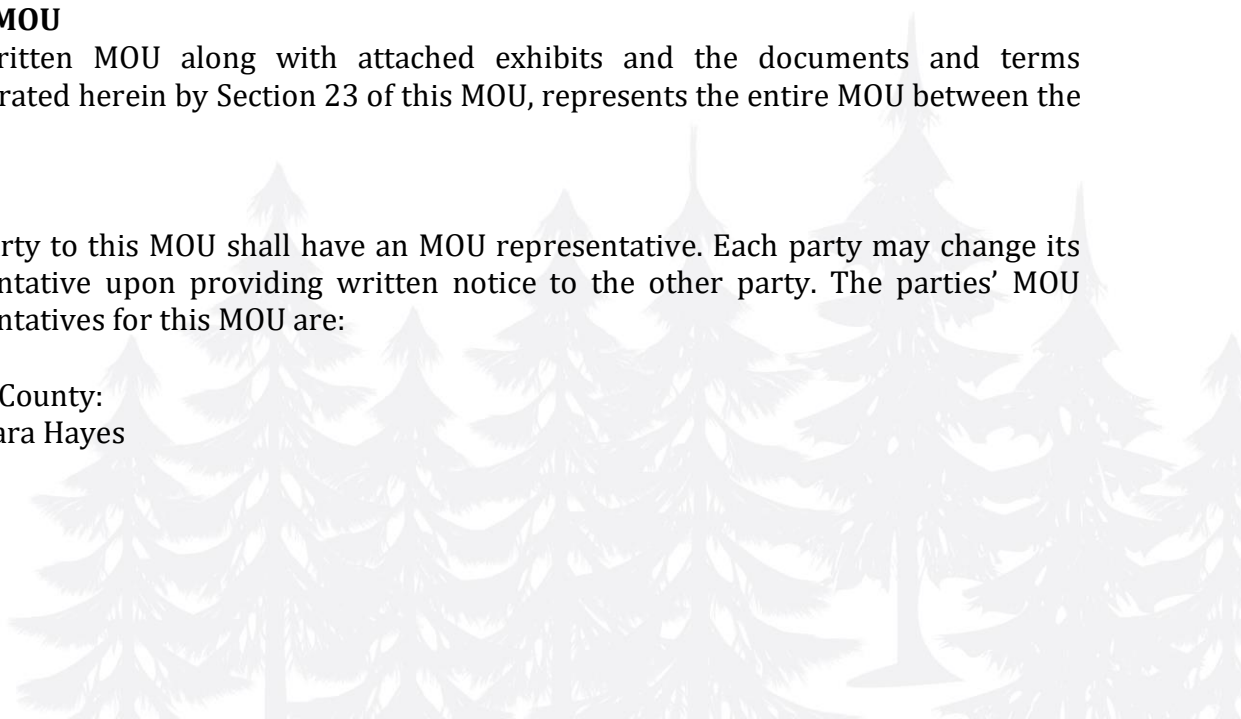 MOU
ritten MOU along with attached exhibits and the documents and terms
rated herein by Section 23 of this MOU, represents the entire MOU between the
rty to this MOU shall have an MOU representative. Each party may change its
ntative upon providing written notice to the other party. The parties’ MOU
ntatives for this MOU are:
County:
ara Hayes